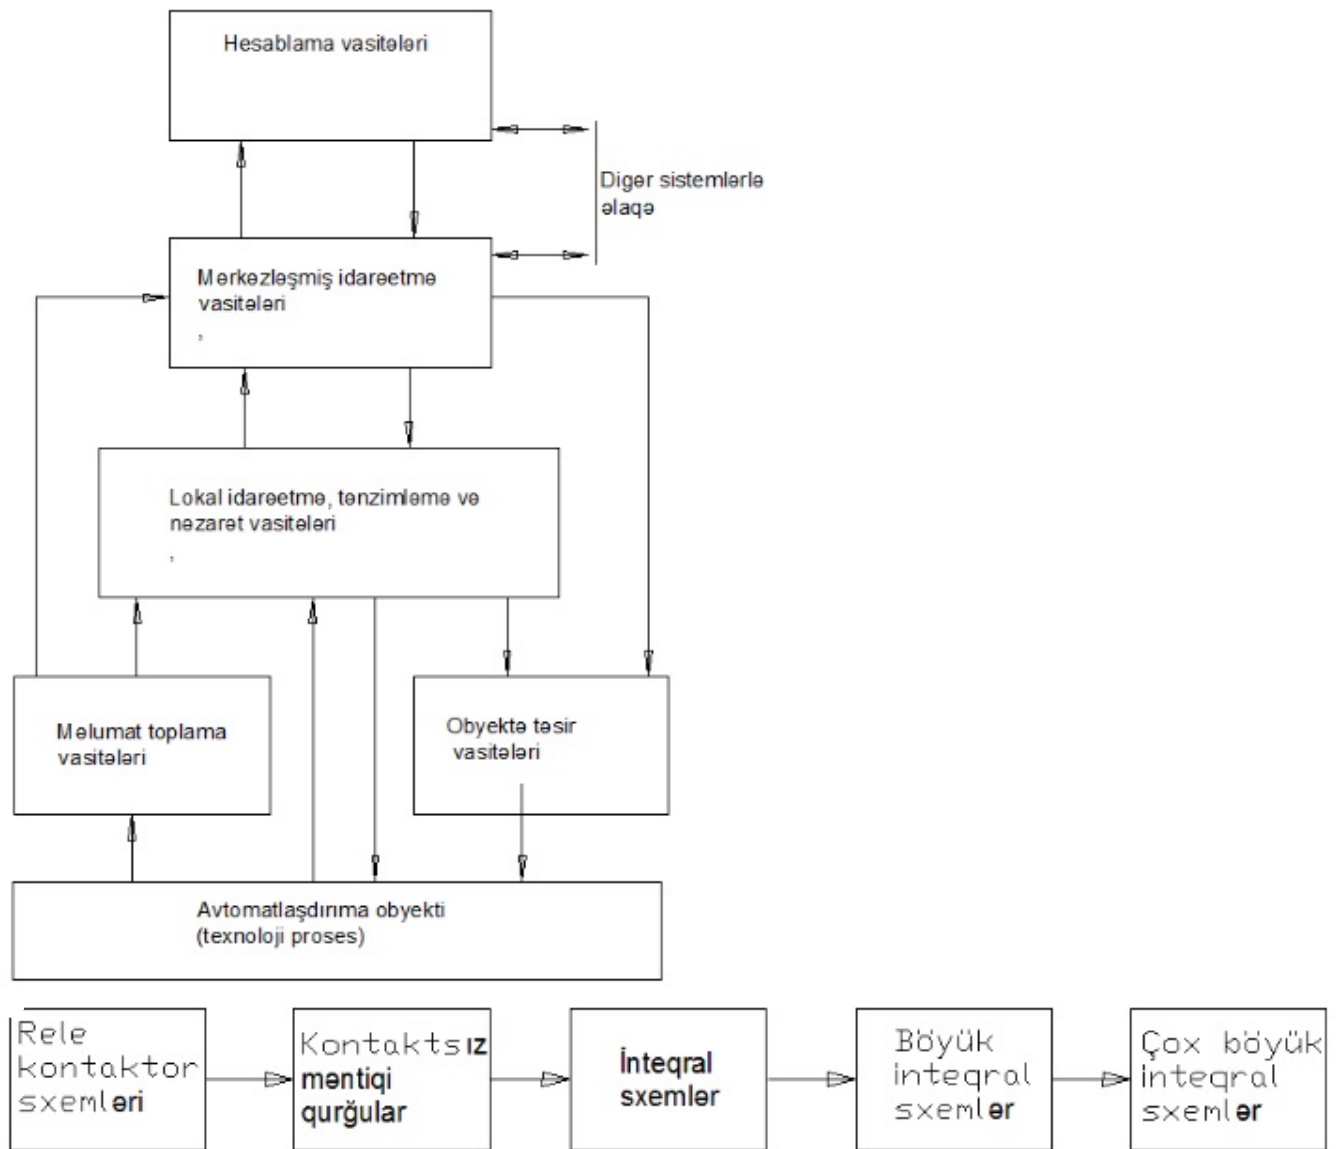 Hesablama vasitələri
Digər sistemlərlə
əlaqə
Mərkəzləşmiş idarəetmə
vasitələri
,
Lokal idarəetmə, tənzimləmə və
nəzarət vasitələri
,
Məlumat toplama
vasitələri
Obyektə təsir
vasitələri
Avtomatlaşdırıma obyekti
(texnoloji proses)
Rele
kontaktor
sxemləri
Kontaktsız
məntiqi
qurğular
İnteqral
sxemlər
Böyük
inteqral
sxemlər
Çox böyük
inteqral
sxemlər